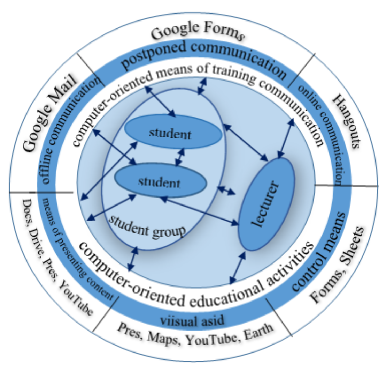 Google Forms
postponed communication
computer-oriented means of training communication
Google Mail
offline communication
online communication
Hangouts
student
student
student group
lecturer
means of presenting content
Docs, Drive, Pres, YouTube
computer-oriented educational activities
control means
Forms, Sheets
viisual asid
Pres, Maps, YouTube, Earth